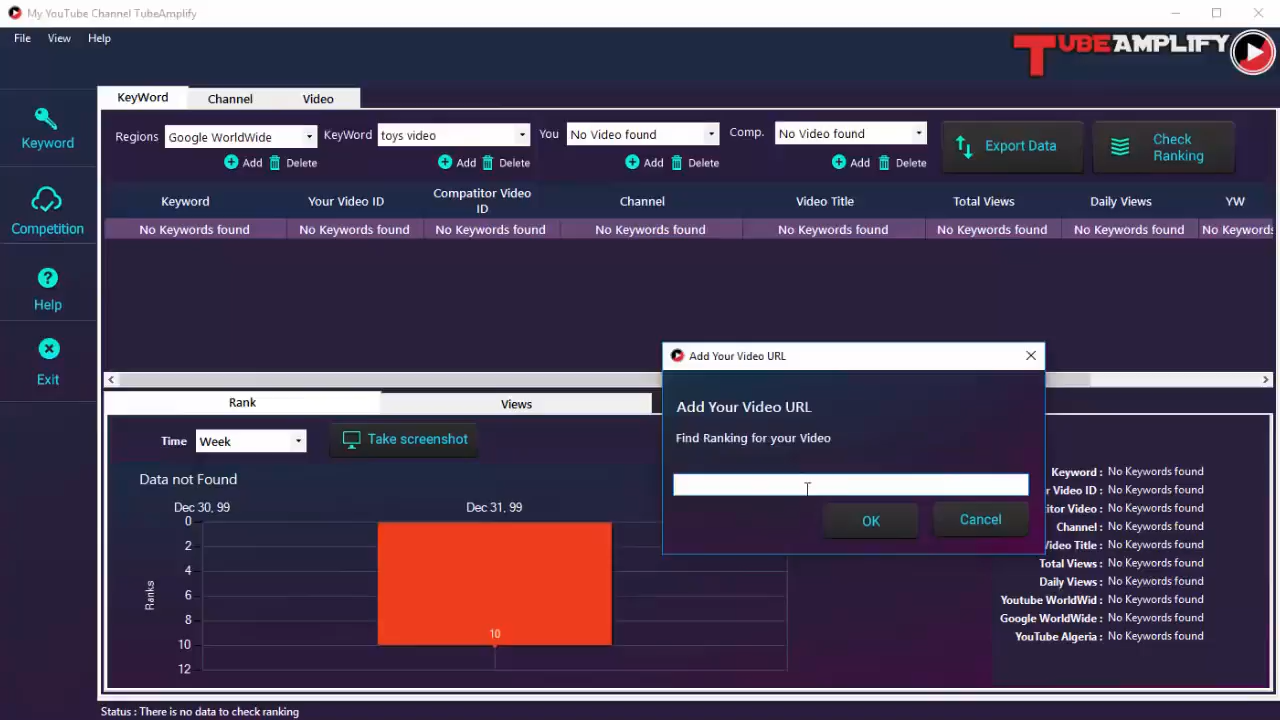 My YouTube Channel TubeAmplify
File View Help
TUBEAMPLIFY
KeyWord Channel Video
Keyword
Competition
Help
Exit
Regions Google WorldWide KeyWord toys video You No Video found Comp. No Video found
Add Delete Add Delete Add Delete Add Delete
Export Data
Check
Ranking
Keyword Your Video ID Compatitor Video
ID Channel Video Title Total Views Daily Views YW
No Keywords found No Keywords found No Keywords found No Keywords found No Keywords found No Keywords found No Keywords found No Keywords
Rank Views
Time Week Take screenshot
Data not Found
Dec 30, 99 Dec 31, 99
0
2
4
6
8
10
12
Ranks
10
Add Your Video URL
Add Your Video URL
Find Ranking for your Video
OK Cancel
Keyword : No Keywords found
r Video ID : No Keywords found
itor Video : No Keywords found
Channel : No Keywords found
Video Title : No Keywords found
Total Views : No Keywords found
Daily Views : No Keywords found
Youtube WorldWid : No Keywords found
Google WorldWide : No Keywords found
YouTube Algeria : No Keywords found
Status : There is no data to check ranking